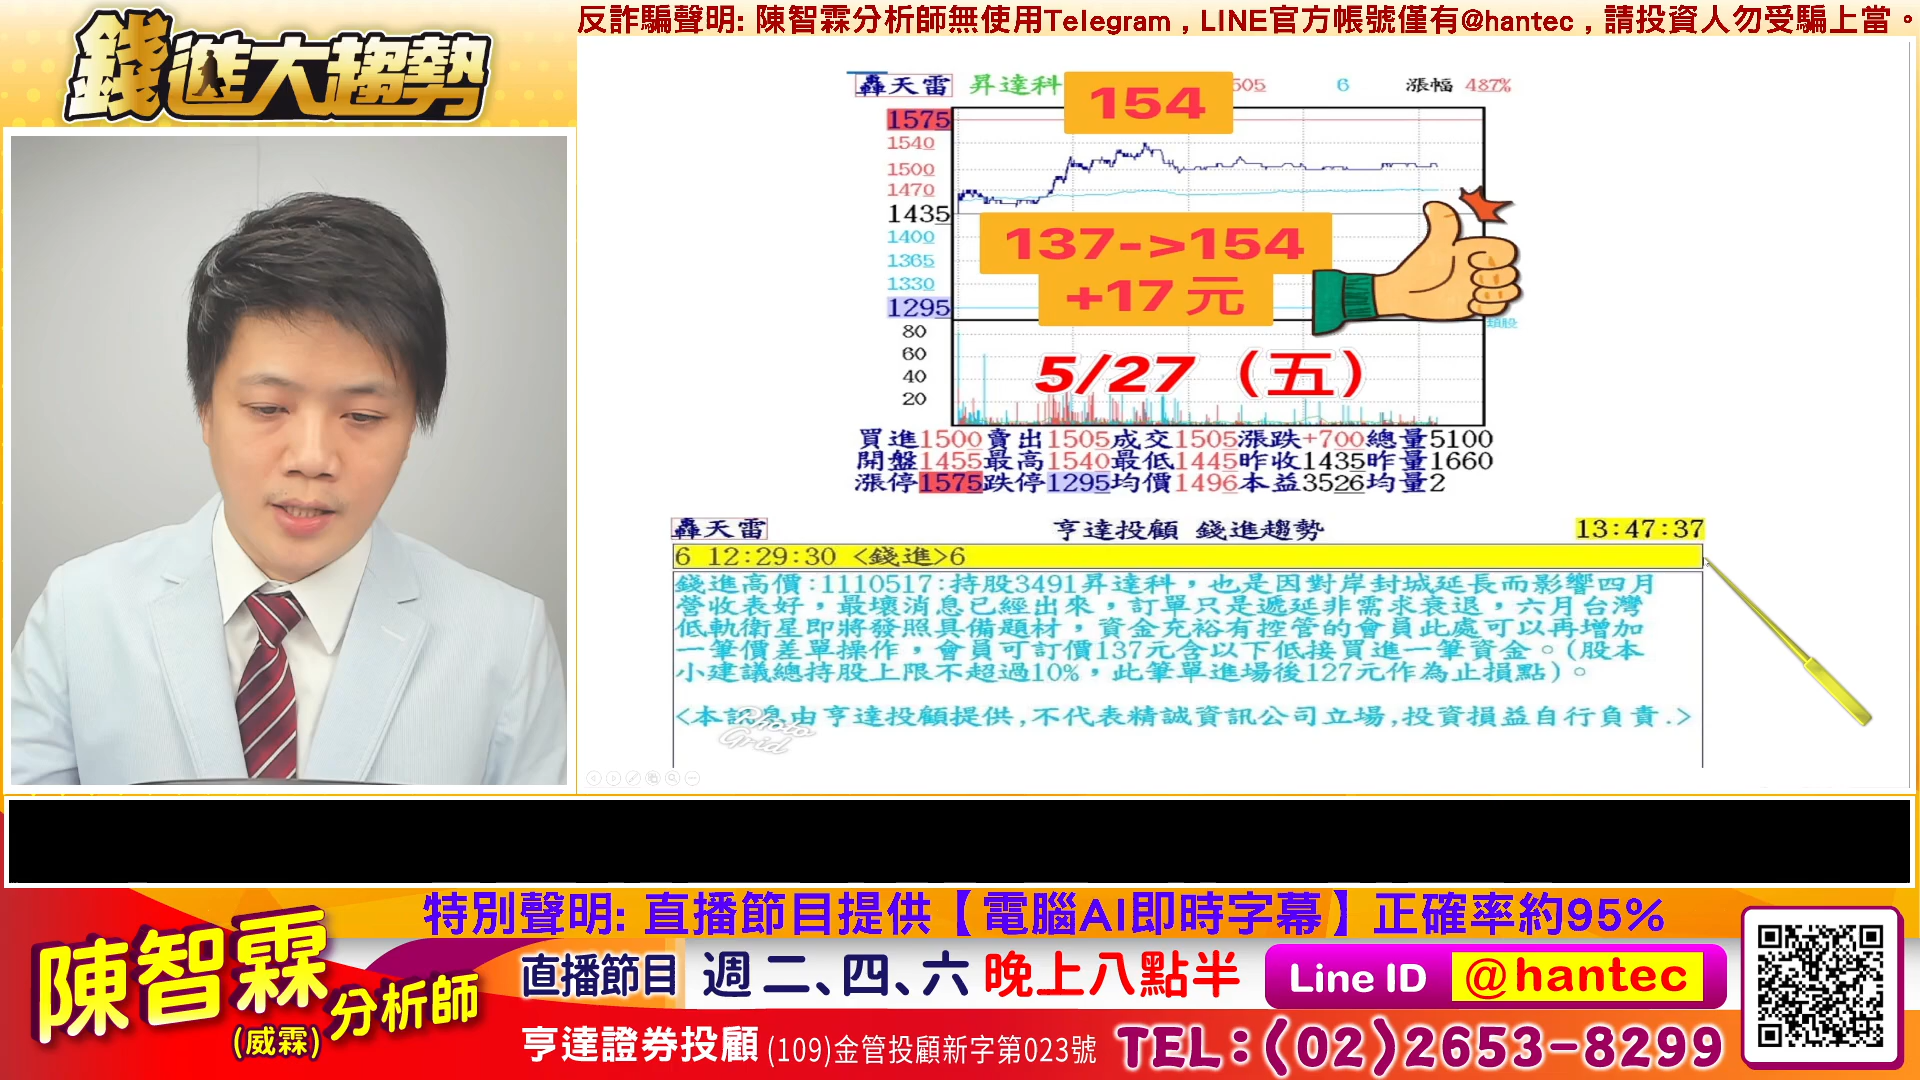 反詐騙聲明: 陳智霖分析師無使用Telegram , LINE官方帳號僅有@hantec , 請投資人勿受騙上當。
錢進大趨勢
轟天雷 昇達科 505 6 漲幅 487%
154
1575
1540
1500
1470
1435
1400
1365
1330
1295
80
60
40
20
137->154
+17 元
5/27（五）
買進1500賣出1505成交1505漲跌+700總量5100
開盤1455最高1540最低1445昨收1435昨量1660
漲停1575跌停1295均價1496本益3526均量2
轟天雷 亨達投顧 錢進趨勢 13:47:37
6 12:29:30 <錢進>6
錢進高價:1110517:持股3491昇達科，也是因對岸封城延長而影響四月
營收表好，最壞消息已經出來，訂單只是遞延非需求衰退，六月台灣
低軌衛星即將發照具備題材，資金充裕有控管的會員此處可以再增加
一筆價差單操作，會員可訂價137元含以下低接買進一筆資金。(股本
小建議總持股上限不超過10%，此筆單進場後127元作為止損點)。
<本訊息由亨達投顧提供,不代表精誠資訊公司立場,投資損益自行負責.>
Photo
Grid
特別聲明: 直播節目提供【電腦AI即時字幕】正確率約95%
陳智霖分析師
(威霖)
直播節目 週二、四、六 晚上八點半
Line ID @hantec
亨達證券投顧 (109)金管投顧新字第023號 TEL:(02)2653-8299